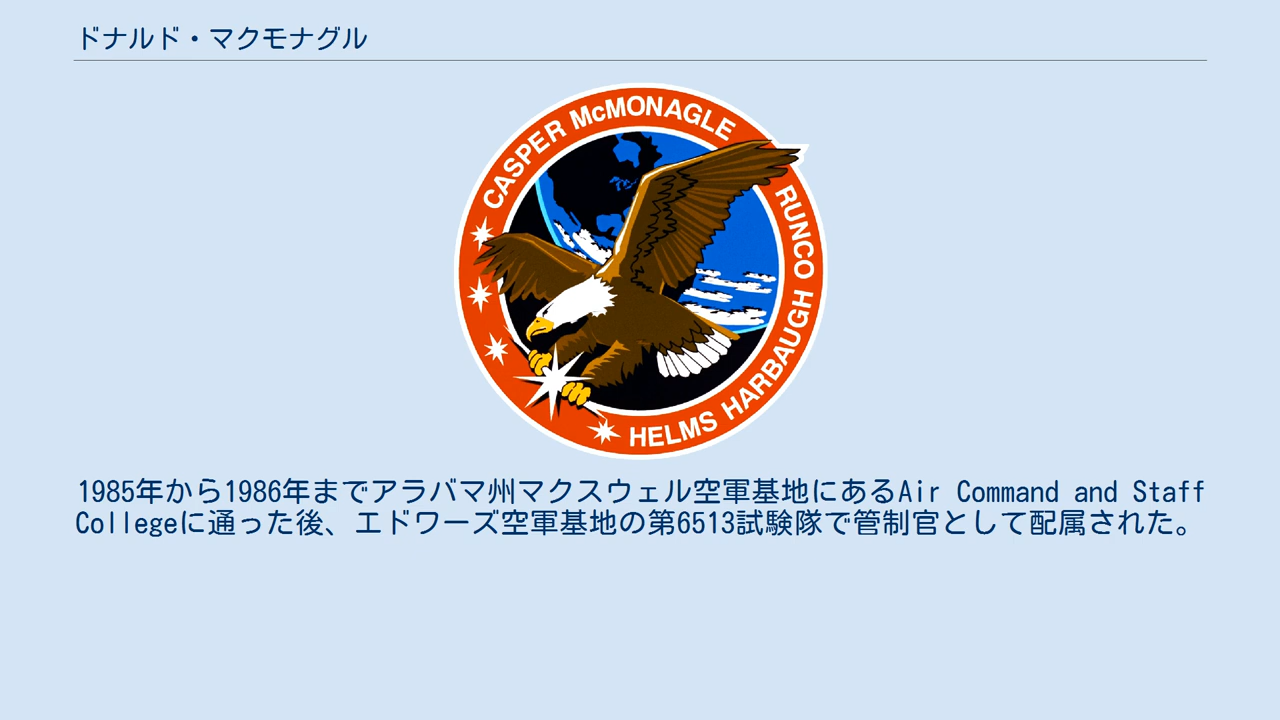 ドナルド・マクモナグル
CASPER McMONAGLE RUNCO HARBAUGH HELMS
1985年から1986年までアラバマ州マクスウェル空軍基地にあるAir Command and Staff
Collegeに通った後、エドワーズ空軍基地の第6513試験隊で管制官として配属された。